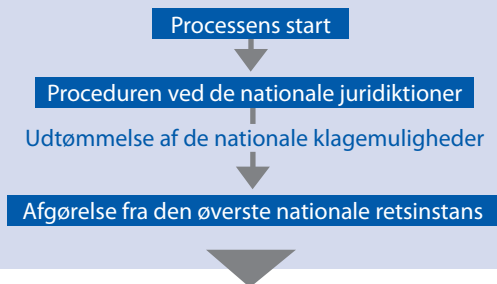 Processens start
Proceduren ved de nationale juridiktioner
Udtømmelse af de nationale klagemuligheder
Afgørelse fra den øverste nationale retsinstans